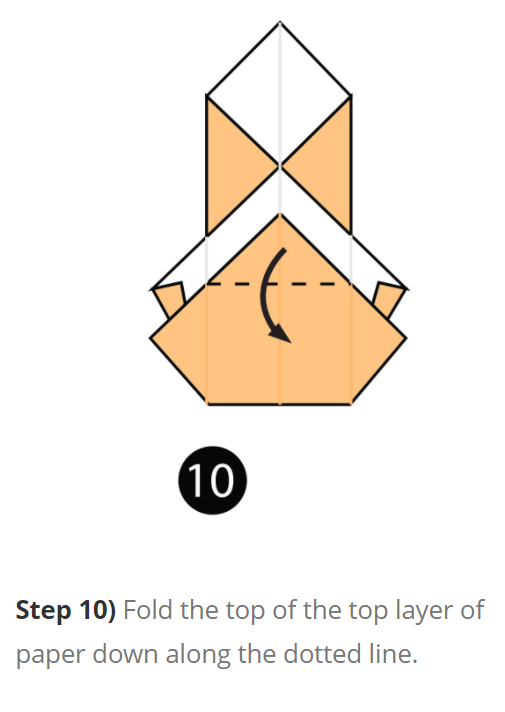 10
Step 10) Fold the top of the top layer of
paper down along the dotted line.